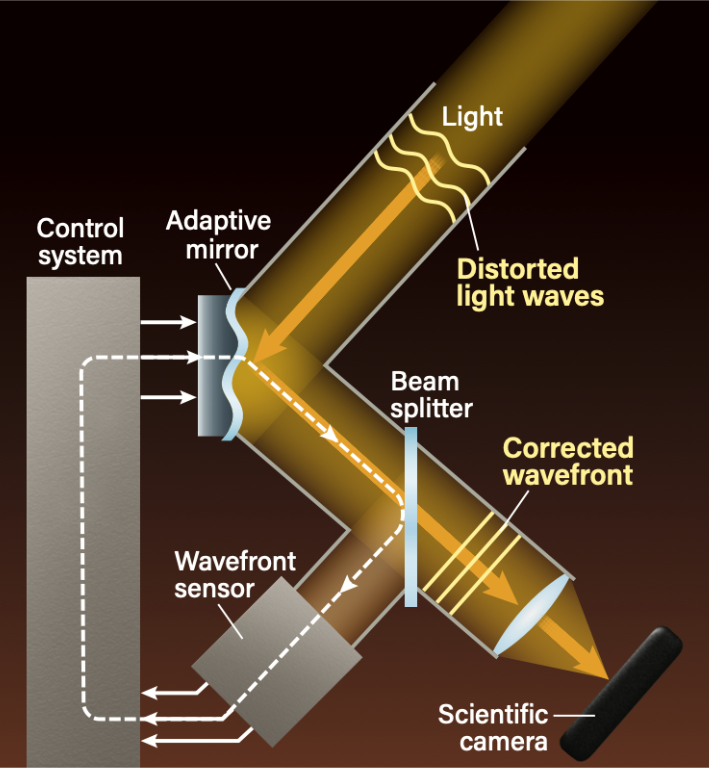 Light
Control
system
Adaptive
mirror
Distorted
light waves
Beam
splitter
Corrected
wavefront
Wavefront
sensor
Scientific
camera